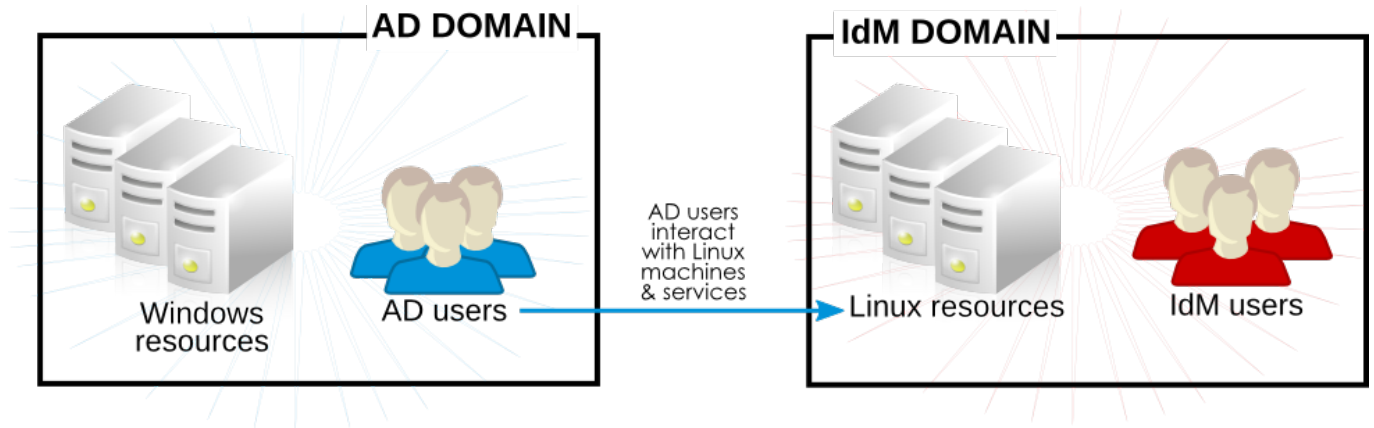 AD DOMAIN
IdM DOMAIN
AD users
interact
with Linux
machines
& services
Windows
resources
AD users
Linux resources
IdM users